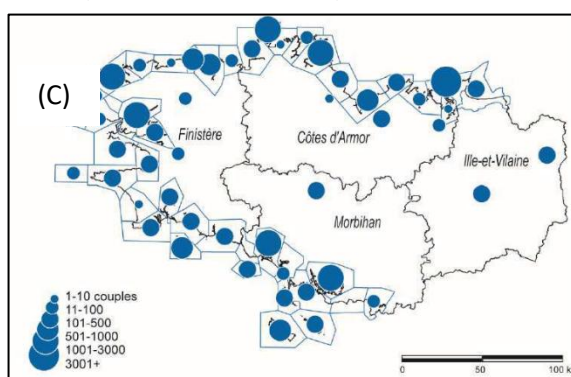 (C)
Finistère
Côtes d'Armor
Ille-et-Vilaine
Morbihan
1-10 couples
11-100
101-500
501-1000
1001-3000
3001+
0 50 100 k